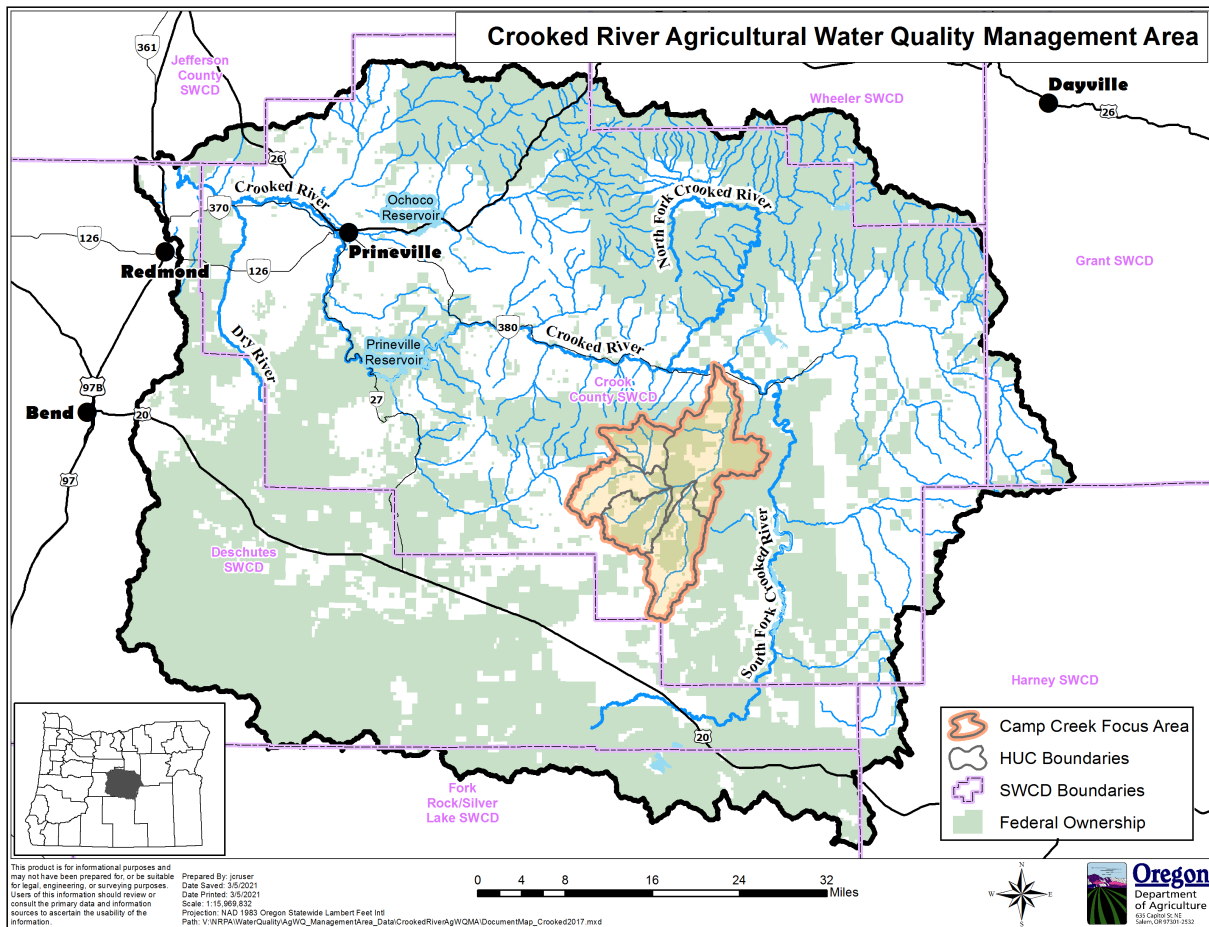 Crooked River Agricultural Water Quality Management Area
361
Jefferson
County
SWCD
Wheeler SWCD
Dayville
26
26
Crooked River
370
Ochoco
Reservoir
North Fork Crooked River
126
Prineville
Redmond
126
Grant SWCD
380
Crooked River
Dry River
Prineville
Reservoir
Crook
County SWCD
97B
27
Bend
20
97
Deschutes
SWCD
South Fork Crooked River
Harney SWCD
20
Fork
Rock/Silver
Lake SWCD
Camp Creek Focus Area
HUC Boundaries
SWCD Boundaries
Federal Ownership
This product is for informational purposes and
may not have been prepared for, or be suitable
for legal, engineering, or surveying purposes.
Users of this information should review or
consult the primary data and information
sources to ascertain the usability of the
information.
Prepared By: jcruser
Date Saved: 3/5/2021
Date Printed: 3/5/2021
Scale: 1:15,969,832
Projection: NAD 1983 Oregon Statewide Lambert Feet Intl
Path: V:\NRPA\WaterQuality\AgWQ_ManagementArea_Data\CrookedRiverAgWQMA\DocumentMap_Crooked2017.mxd
0 4 8 16 24 32
Miles
N
W E
S
Oregon
Department
of Agriculture
635 Capitol St. NE
Salem, OR 97301-2532